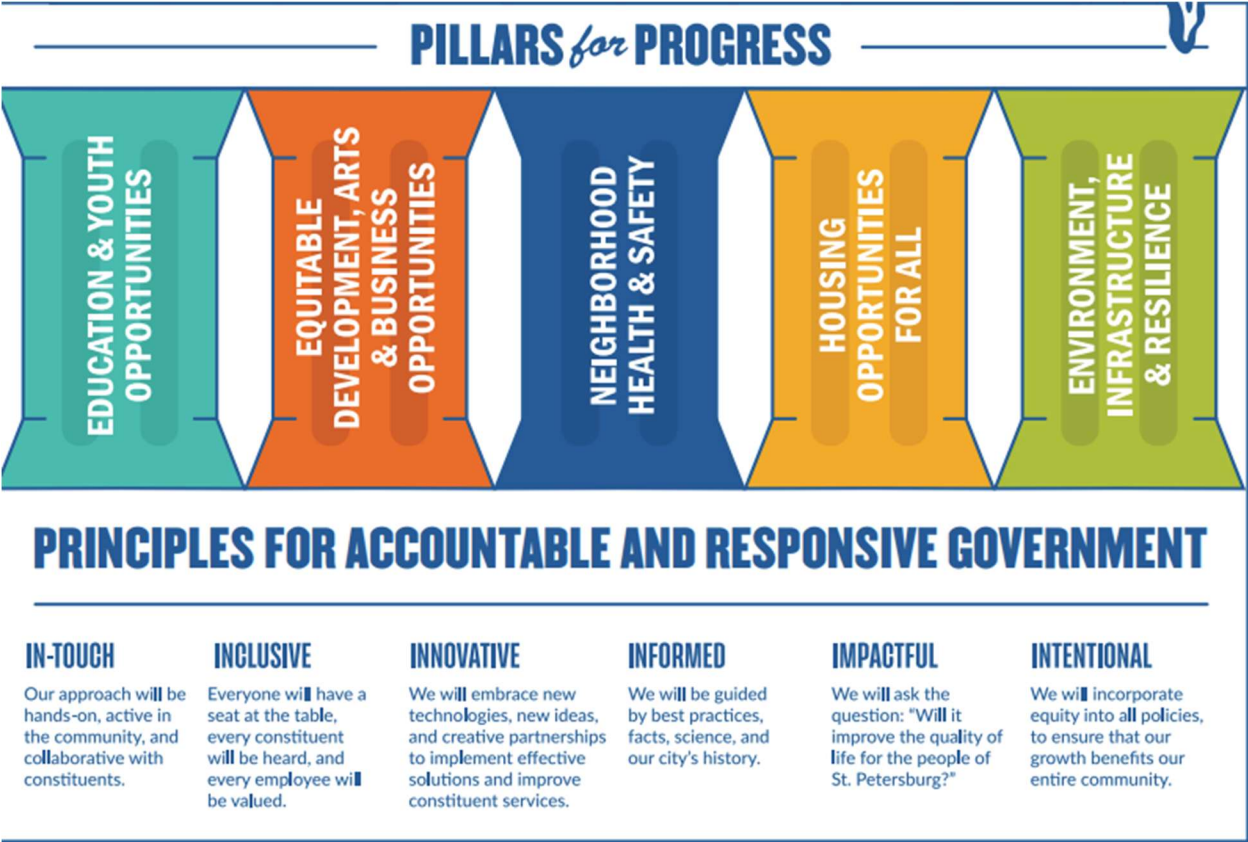 PILLARS for PROGRESS
EDUCATION & YOUTH
OPPORTUNITIES
EQUITABLE
DEVELOPMENT, ARTS
& BUSINESS
OPPORTUNITIES
NEIGHBORHOOD
HEALTH & SAFETY
HOUSING
OPPORTUNITIES
FOR ALL
ENVIRONMENT,
INFRASTRUCTURE
& RESILIENCE
PRINCIPLES FOR ACCOUNTABLE AND RESPONSIVE GOVERNMENT
IN-TOUCH
Our approach will be
hands-on, active in
the community, and
collaborative with
constituents.
INCLUSIVE
Everyone will have a
seat at the table,
every constituent
will be heard, and
every employee will
be valued.
INNOVATIVE
We will embrace new
technologies, new ideas,
and creative partnerships
to implement effective
solutions and improve
constituent services.
INFORMED
We will be guided
by best practices,
facts, science, and
our city's history.
IMPACTFUL
We will ask the
question: "Will it
improve the quality of
life for the people of
St. Petersburg?"
INTENTIONAL
We will incorporate
equity into all policies,
to ensure that our
growth benefits our
entire community.